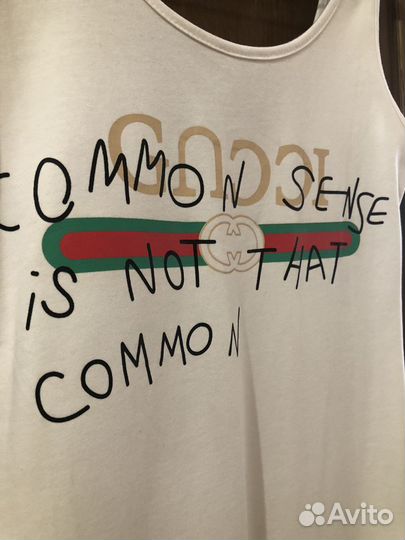 GUCCI
COMMON SENSE
iS NOT THAT
COMMON
Avito